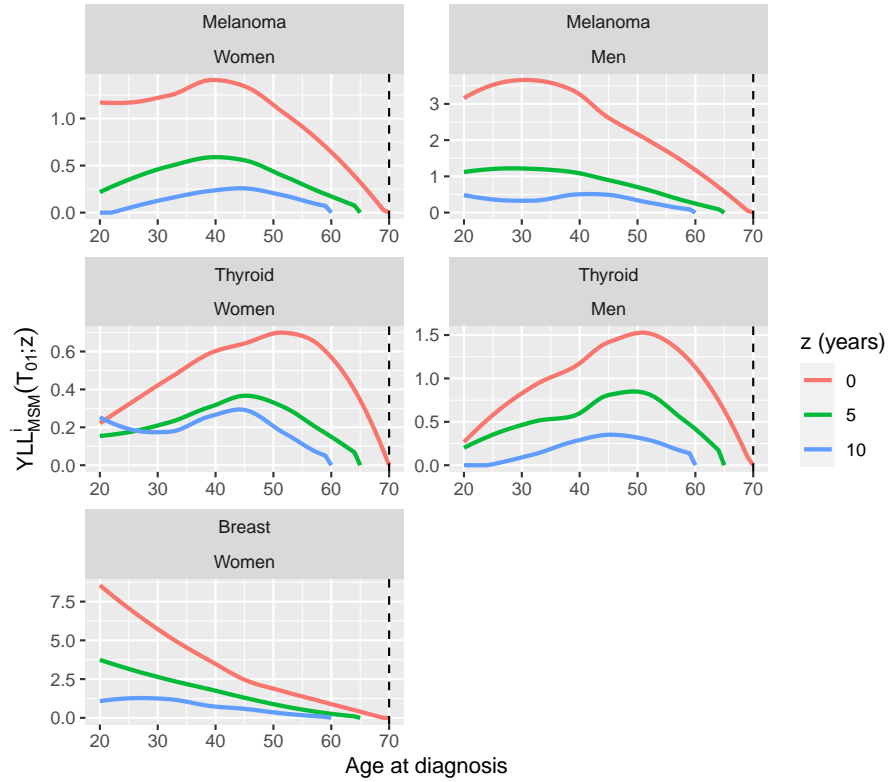 Melanoma
Women
Melanoma
Men
1.0
0.5
0.0
20 30 40 50 60 70
3
2
1
0
20 30 40 50 60 70
Thyroid
Women
Thyroid
Men
0.6
0.4
0.2
0.0
20 30 40 50 60 70
1.5
1.0
0.5
0.0
20 30 40 50 60 70
Breast
Women
7.5
5.0
2.5
0.0
20 30 40 50 60 70
Age at diagnosis
YLL^i_MSM(T_01;z)
z (years)
0
5
10